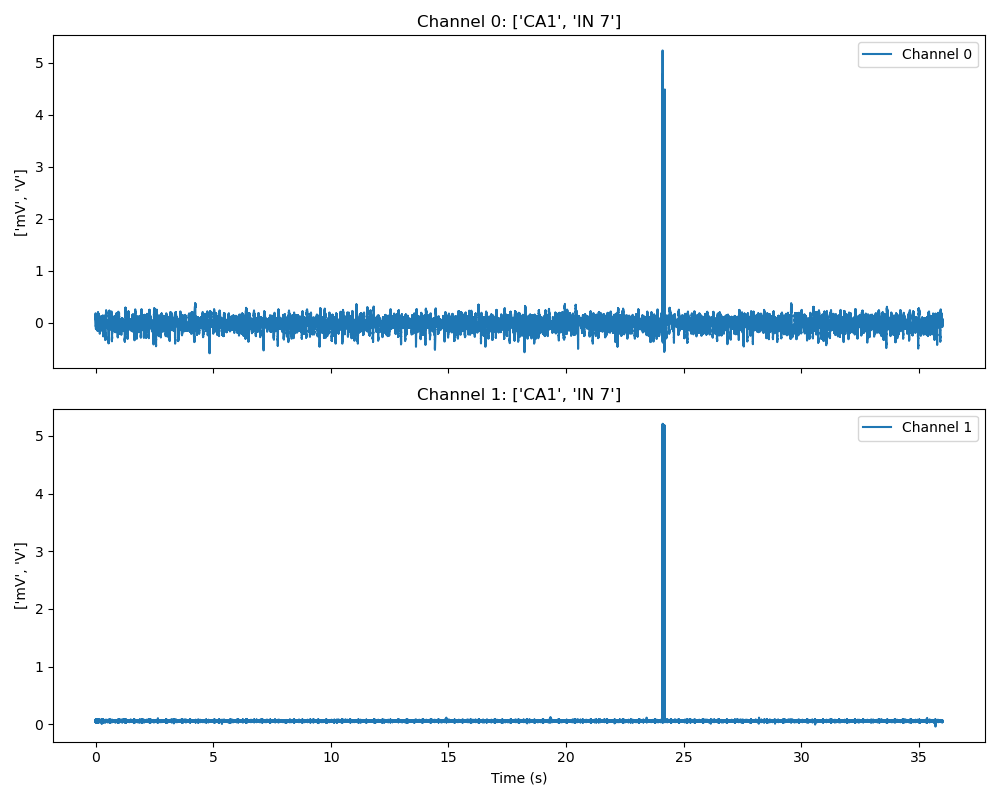 Channel 0: ['CA1', 'IN 7']
Channel 0
5
4
3
2
1
0
['mV', 'V']
Channel 1: ['CA1', 'IN 7']
Channel 1
5
4
3
2
1
0
['mV', 'V']
0 5 10 15 20 25 30 35
Time (s)